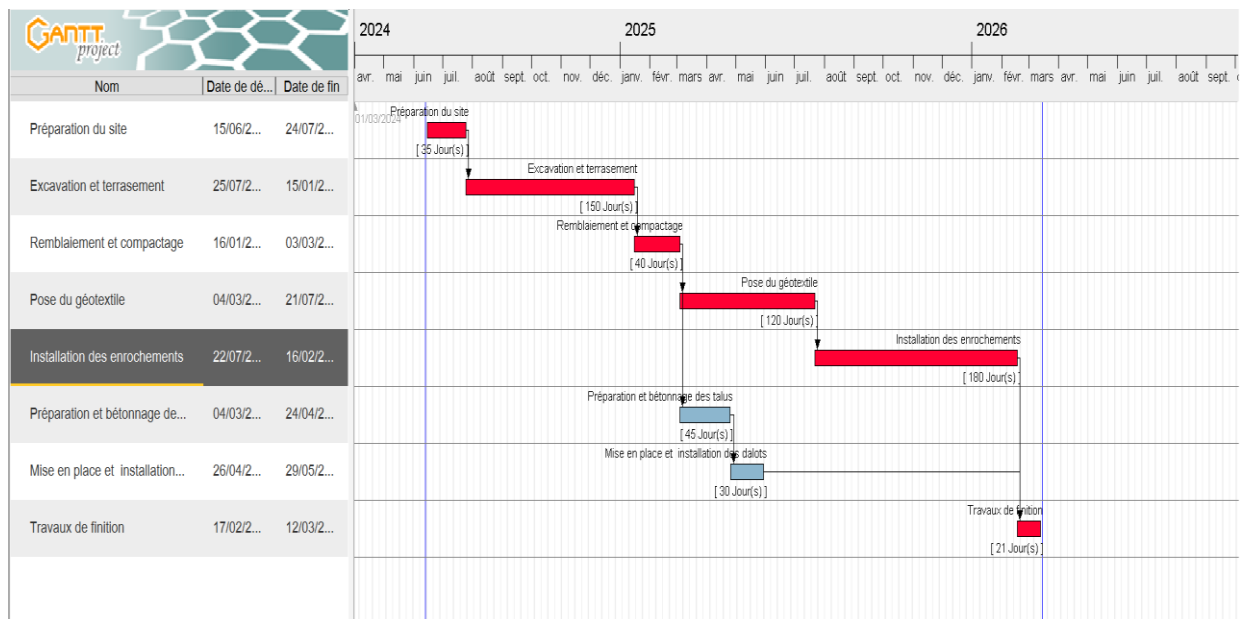 GANTT
project
2024 2025 2026
avr. mai juin juil. août sept. oct. nov. déc. janv. févr. mars avr. mai juin juil. août sept. oct. nov. déc. janv. févr. mars avr. mai juin juil. août sept.
Nom Date de dé... Date de fin
01/03/2024
Préparation du site 15/06/2... 24/07/2...
Préparation du site
[ 35 Jour(s) ]
Excavation et terrasement 25/07/2... 15/01/2...
Excavation et terrasement
[ 150 Jour(s) ]
Remblaiement et compactage 16/01/2... 03/03/2...
Remblaiement et compactage
[ 40 Jour(s) ]
Pose du géotextile 04/03/2... 21/07/2...
Pose du géotextile
[ 120 Jour(s) ]
Installation des enrochements 22/07/2... 16/02/2...
Installation des enrochements
[ 180 Jour(s) ]
Préparation et bétonnage de... 04/03/2... 24/04/2...
Préparation et bétonnage des talus
[ 45 Jour(s) ]
Mise en place et installation... 26/04/2... 29/05/2...
Mise en place et installation des dalots
[ 30 Jour(s) ]
Travaux de finition 17/02/2... 12/03/2...
Travaux de finition
[ 21 Jour(s) ]